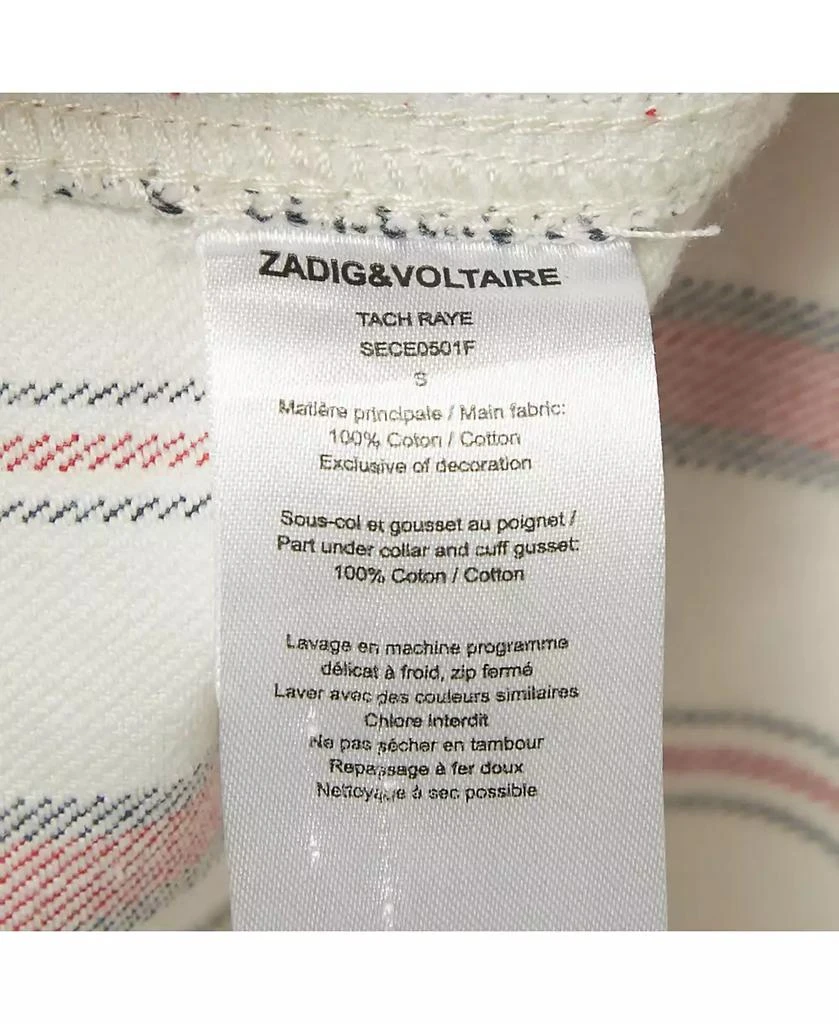 ZADIG&VOLTAIRE
TACH RAYE
SECE0501F
S
Matière principale / Main fabric:
100% Coton / Cotton
Exclusive of decoration
Sous-col et gousset au poignet /
Part under collar and cuff gusset:
100% Coton / Cotton
Lavage en machine programme
délicat à froid, zip fermé
Laver avec des couleurs similaires
Chlore interdit
Ne pas sécher en tambour
Repassage à fer doux
Nettoyage à sec possible